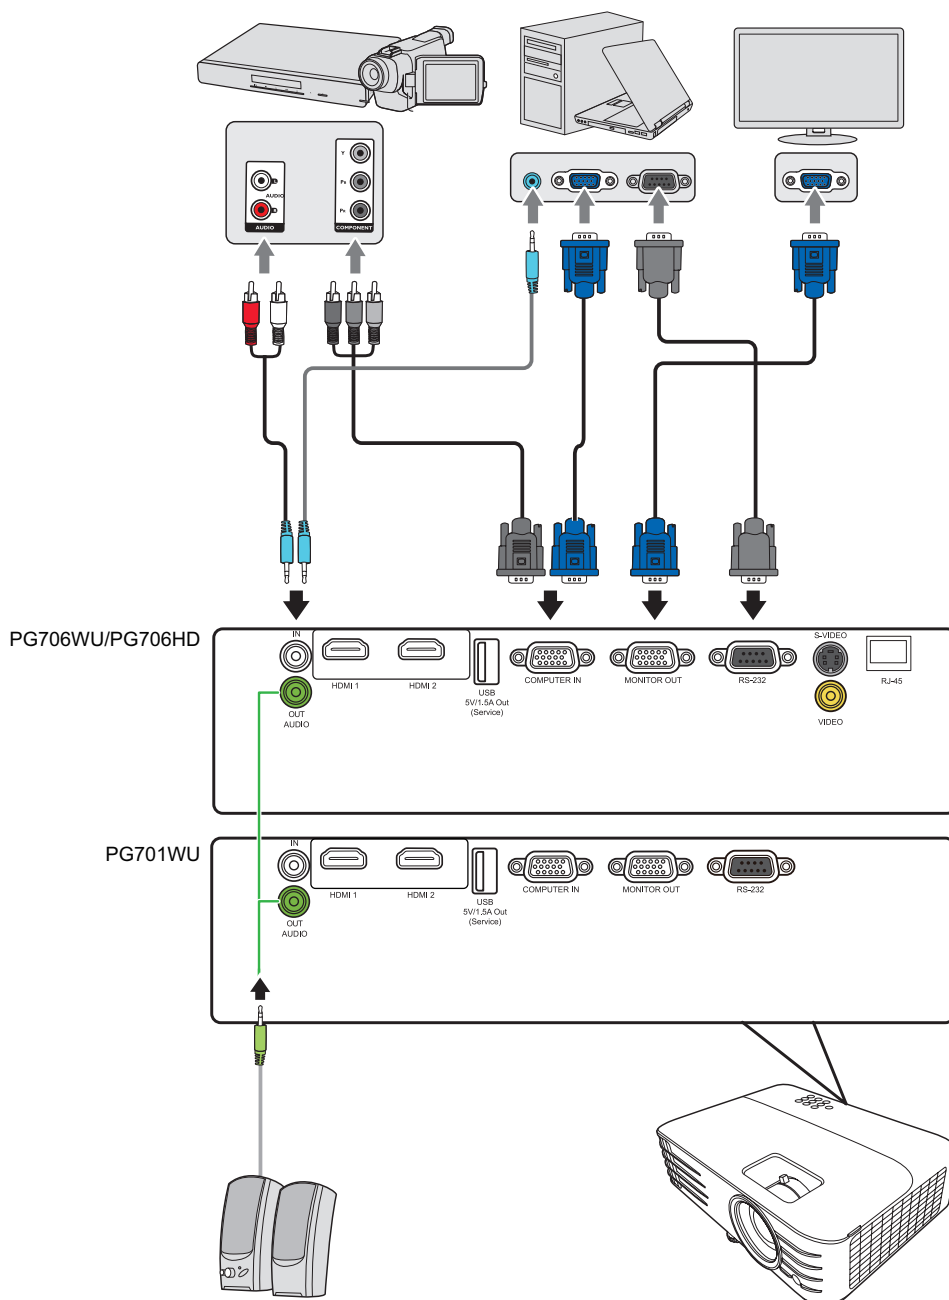 Y
PB
PR
L
AUDIO
R
AUDIO
COMPONENT
PG706WU/PG706HD
IN
OUT
AUDIO
HDMI 1
HDMI 2
USB
5V/1.5A Out
(Service)
COMPUTER IN
MONITOR OUT
RS-232
S-VIDEO
VIDEO
RJ-45
PG701WU
IN
OUT
AUDIO
HDMI 1
HDMI 2
USB
5V/1.5A Out
(Service)
COMPUTER IN
MONITOR OUT
RS-232